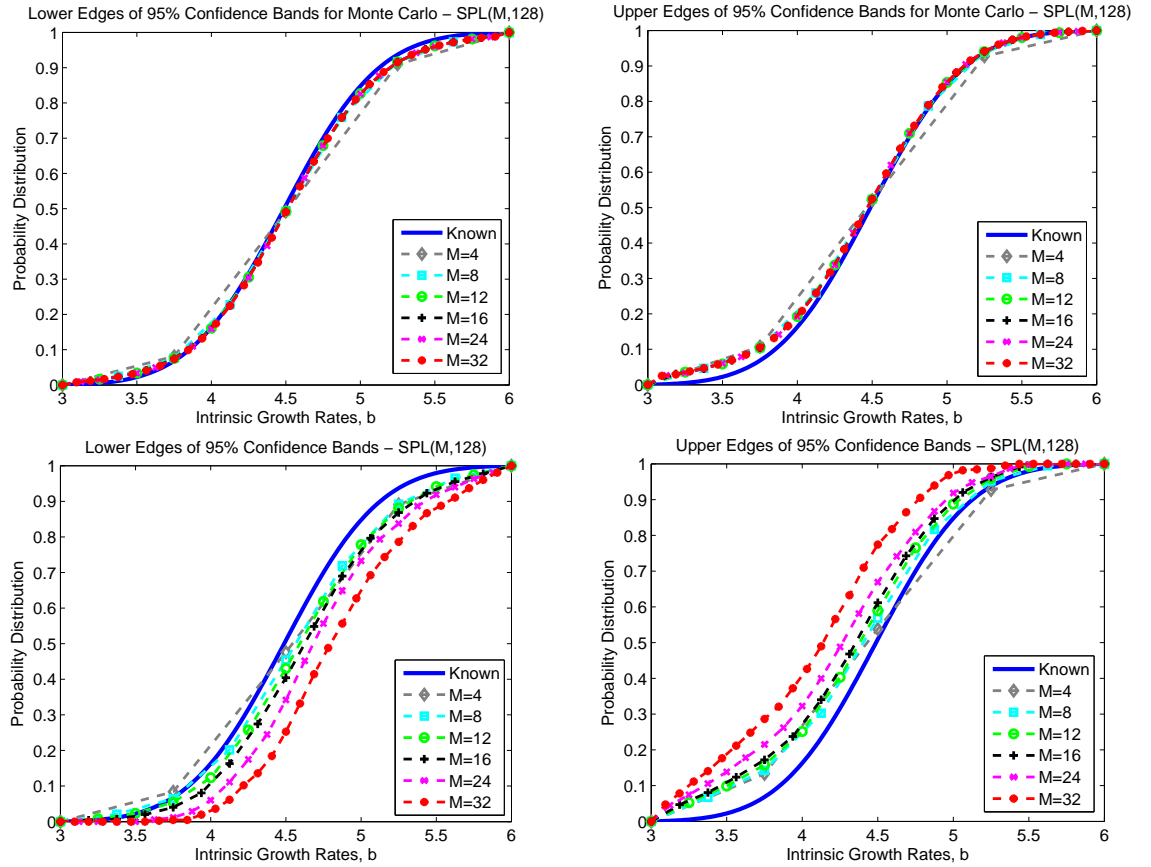 Lower Edges of 95% Confidence Bands for Monte Carlo – SPL(M,128)
Probability Distribution
1
0.9
0.8
0.7
0.6
0.5
0.4
0.3
0.2
0.1
0
3
3.5
4
4.5
5
5.5
6
Intrinsic Growth Rates, b
Known
M=4
M=8
M=12
M=16
M=24
M=32
Upper Edges of 95% Confidence Bands for Monte Carlo – SPL(M,128)
Probability Distribution
1
0.9
0.8
0.7
0.6
0.5
0.4
0.3
0.2
0.1
0
3
3.5
4
4.5
5
5.5
6
Intrinsic Growth Rates, b
Known
M=4
M=8
M=12
M=16
M=24
M=32
Lower Edges of 95% Confidence Bands – SPL(M,128)
Probability Distribution
1
0.9
0.8
0.7
0.6
0.5
0.4
0.3
0.2
0.1
0
3
3.5
4
4.5
5
5.5
6
Intrinsic Growth Rates, b
Known
M=4
M=8
M=12
M=16
M=24
M=32
Upper Edges of 95% Confidence Bands – SPL(M,128)
Probability Distribution
1
0.9
0.8
0.7
0.6
0.5
0.4
0.3
0.2
0.1
0
3
3.5
4
4.5
5
5.5
6
Intrinsic Growth Rates, b
Known
M=4
M=8
M=12
M=16
M=24
M=32